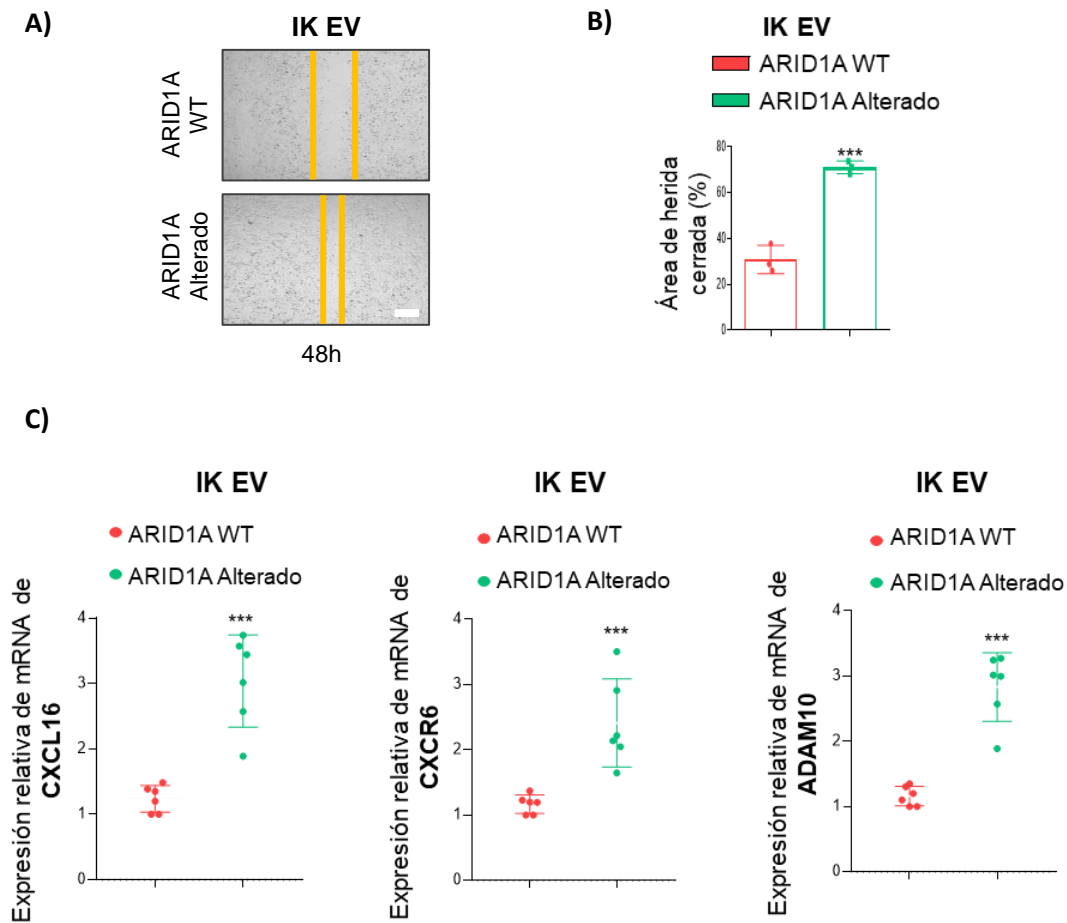 A)
IK EV
ARID1A
WT
ARID1A
Alterado
48h
B)
IK EV
ARID1A WT
ARID1A Alterado
Área de herida
cerrada (%)
80
60
40
20
0
***
C)
IK EV
ARID1A WT
ARID1A Alterado
Expresión relativa de mRNA de
CXCL16
4
3
2
1
0
***
IK EV
ARID1A WT
ARID1A Alterado
Expresión relativa de mRNA de
CXCR6
4
3
2
1
0
***
IK EV
ARID1A WT
ARID1A Alterado
Expresión relativa de mRNA de
ADAM10
4
3
2
1
0
***